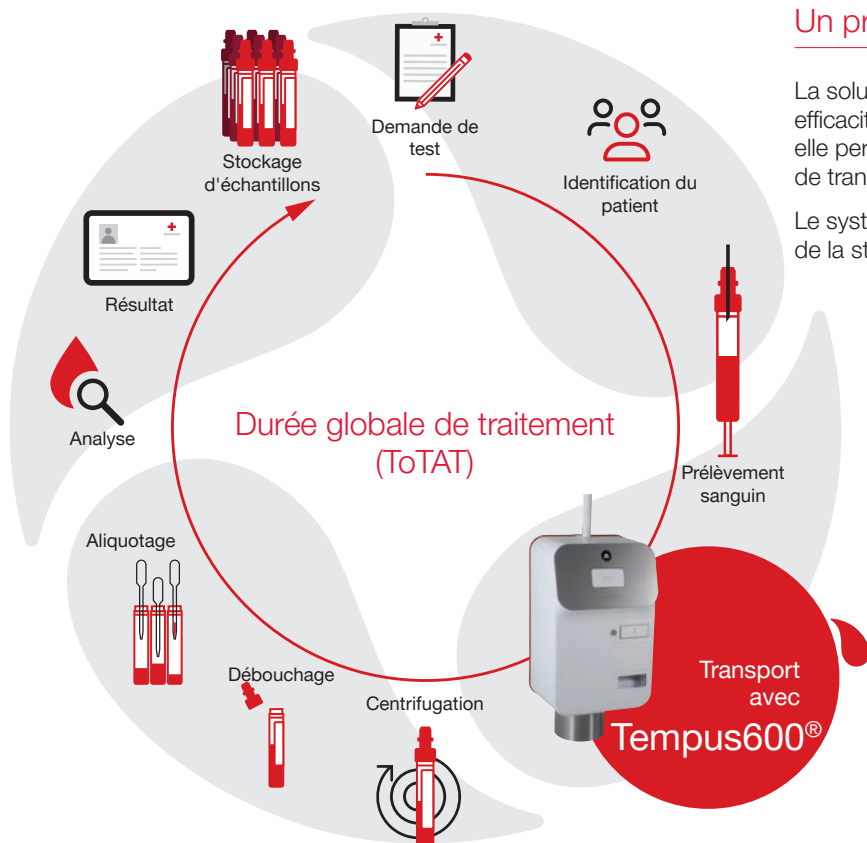 Un pr
La solu
efficacit
elle per
de tran
Le syst
de la st
Demande de
test
Identification du
patient
Prélèvement
sanguin
Transport
avec
Tempus600®
Centrifugation
Débouchage
Aliquotage
Analyse
Résultat
Stockage
d'échantillons
Durée globale de traitement
(ToTAT)